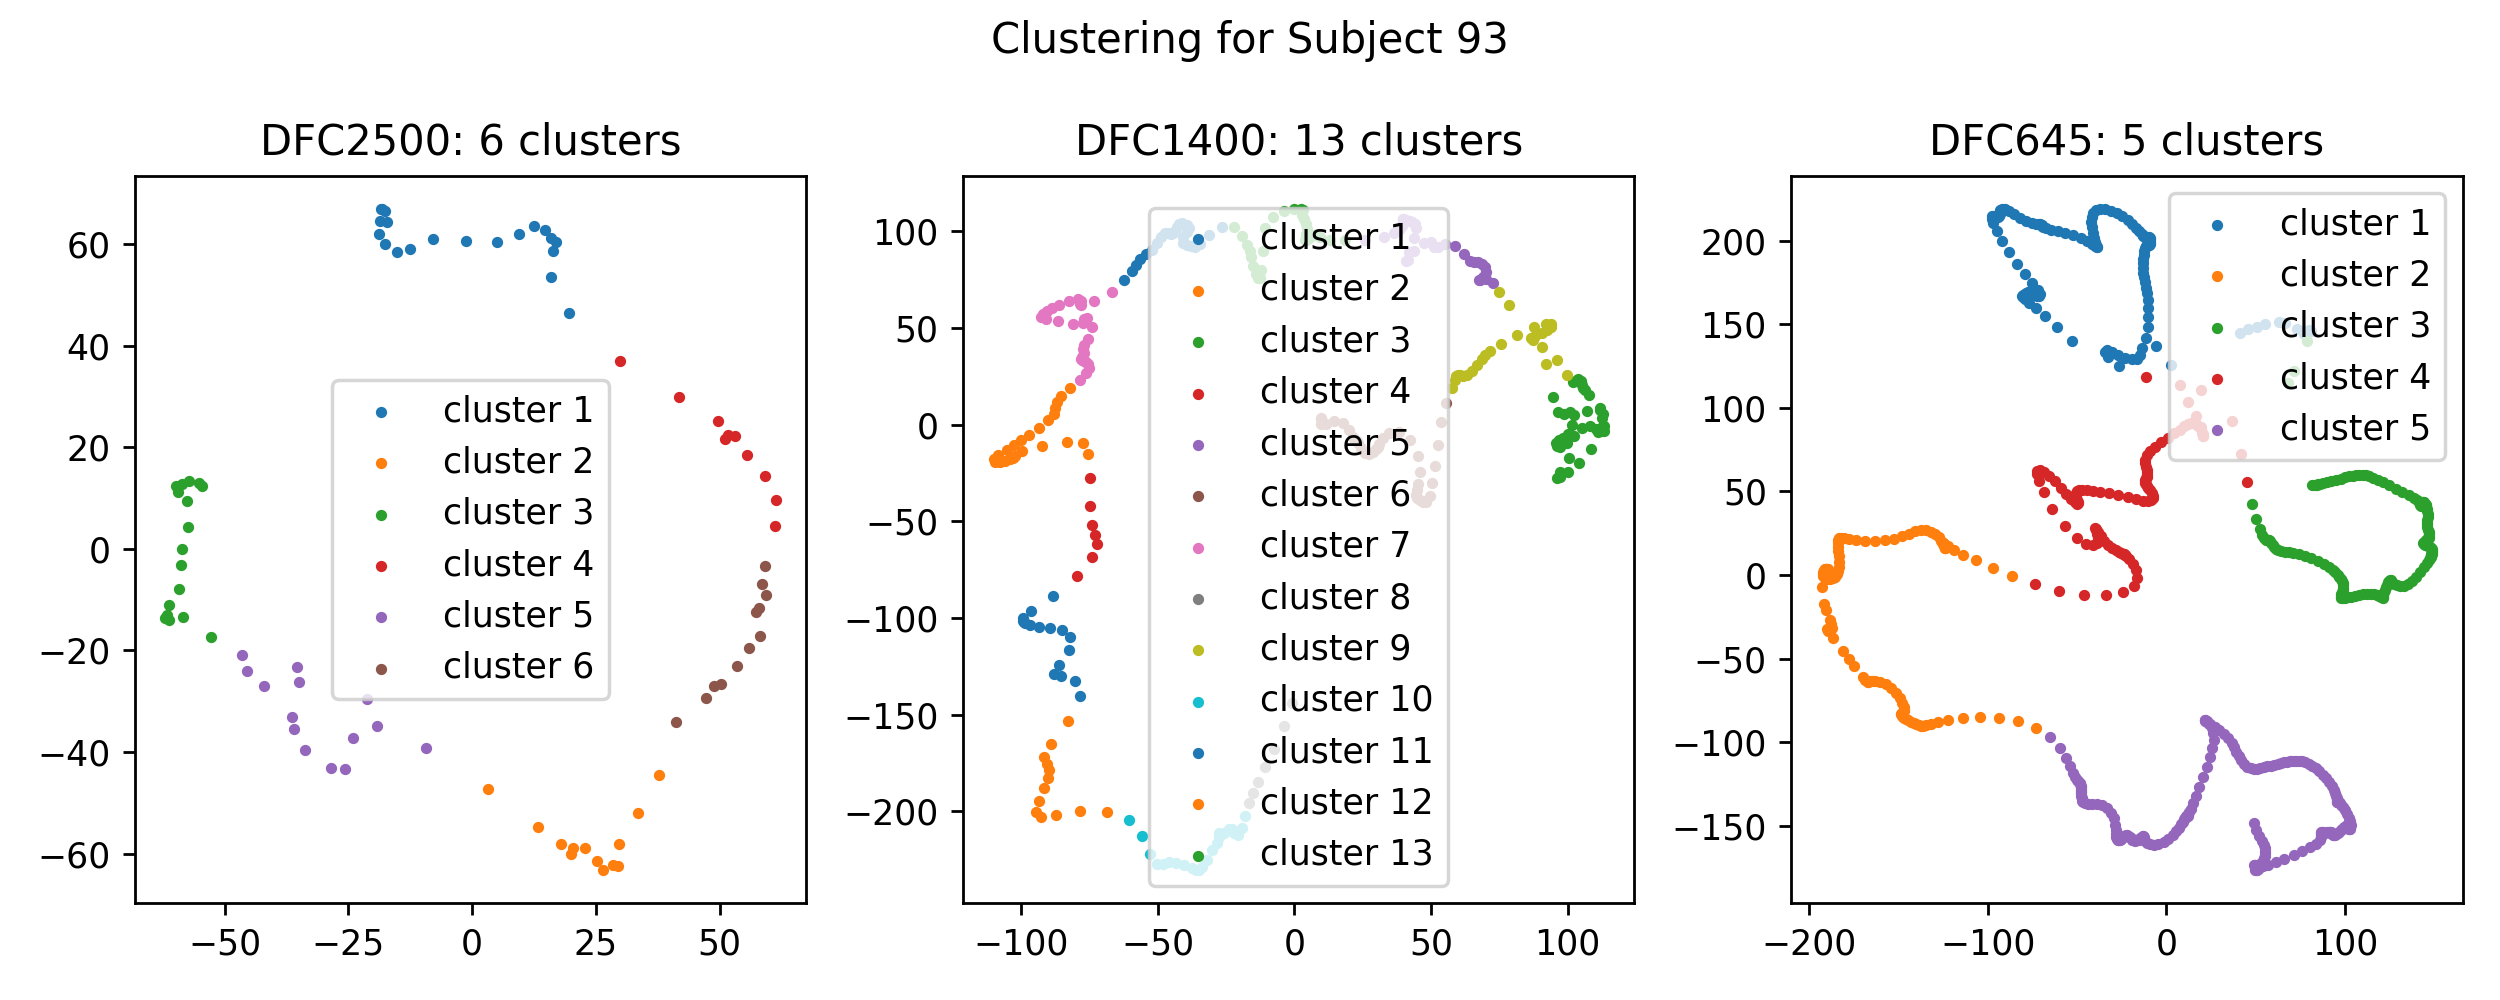 Clustering for Subject 93
DFC2500: 6 clusters
60
40
20
0
−20
−40
−60
−50
−25
0
25
50
cluster 1
cluster 2
cluster 3
cluster 4
cluster 5
cluster 6
DFC1400: 13 clusters
100
50
0
−50
−100
−150
−200
−100
−50
0
50
100
cluster 1
cluster 2
cluster 3
cluster 4
cluster 5
cluster 6
cluster 7
cluster 8
cluster 9
cluster 10
cluster 11
cluster 12
cluster 13
DFC645: 5 clusters
200
150
100
50
0
−50
−100
−150
−200
−100
0
100
cluster 1
cluster 2
cluster 3
cluster 4
cluster 5